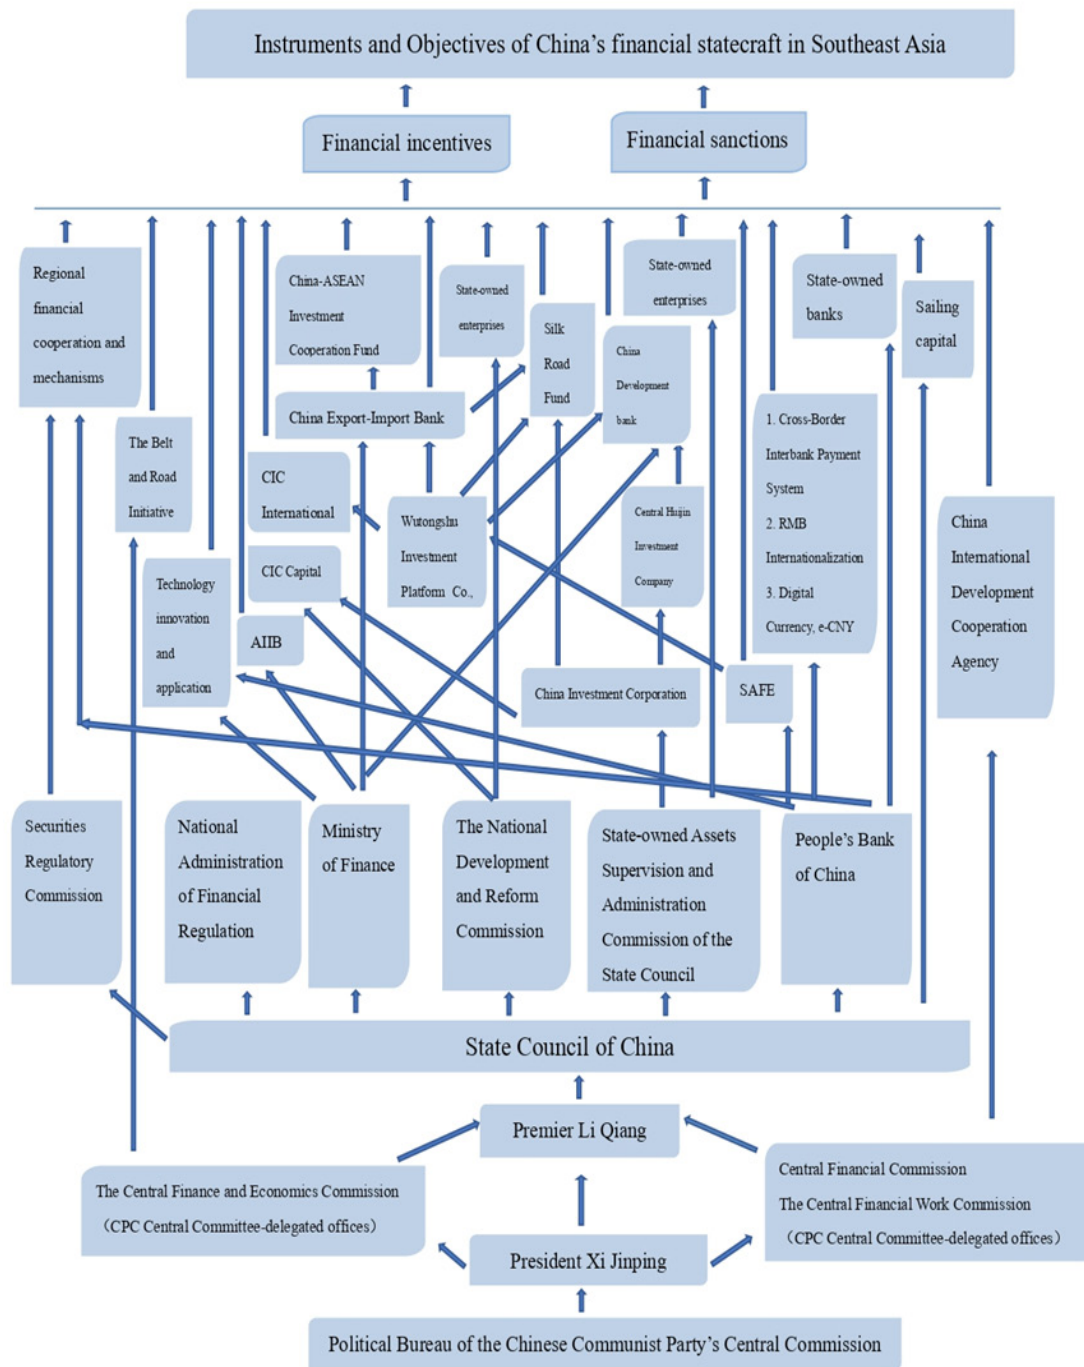 Instruments and Objectives of China's financial statecraft in Southeast Asia
Financial incentives
Financial sanctions
Regional
financial
cooperation and
mechanisms
China-ASEAN
Investment
Cooperation Fund
State-owned
enterprises
Silk
Road
Fund
State-owned
enterprises
China
Development
bank
State-owned
banks
Sailing
capital
The Belt
and Road
Initiative
China Export-Import Bank
CIC
International
CIC Capital
Wutongshu
Investment
Platform Co.,
Central Huijin
Investment
Company
1. Cross-Border
Interbank Payment
System
2. RMB
Internationalization
3. Digital
Currency, e-CNY
China
International
Development
Cooperation
Agency
Technology
innovation
and
application
AIIB
China Investment Corporation
SAFE
Securities
Regulatory
Commission
National
Administration
of Financial
Regulation
Ministry
of Finance
The National
Development
and Reform
Commission
State-owned Assets
Supervision and
Administration
Commission of the
State Council
People's Bank
of China
State Council of China
Premier Li Qiang
The Central Finance and Economics Commission
(CPC Central Committee-delegated offices)
Central Financial Commission
The Central Financial Work Commission
(CPC Central Committee-delegated offices)
President Xi Jinping
Political Bureau of the Chinese Communist Party's Central Commission